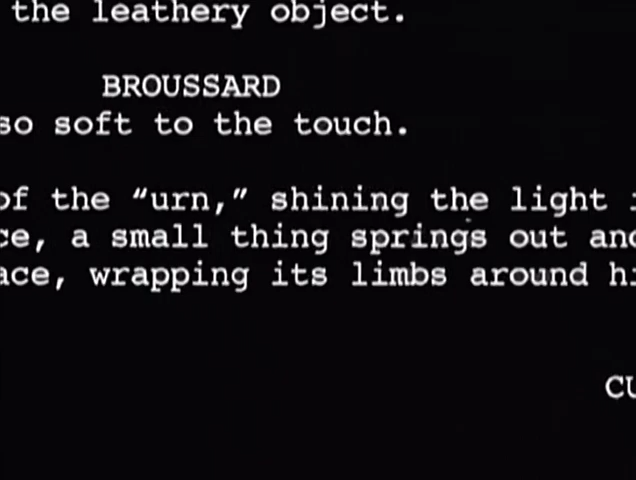 the leathery object.
BROUSSARD
so soft to the touch.
of the “urn,” shining the light
ce, a small thing springs out and
ace, wrapping its limbs around hi
CU